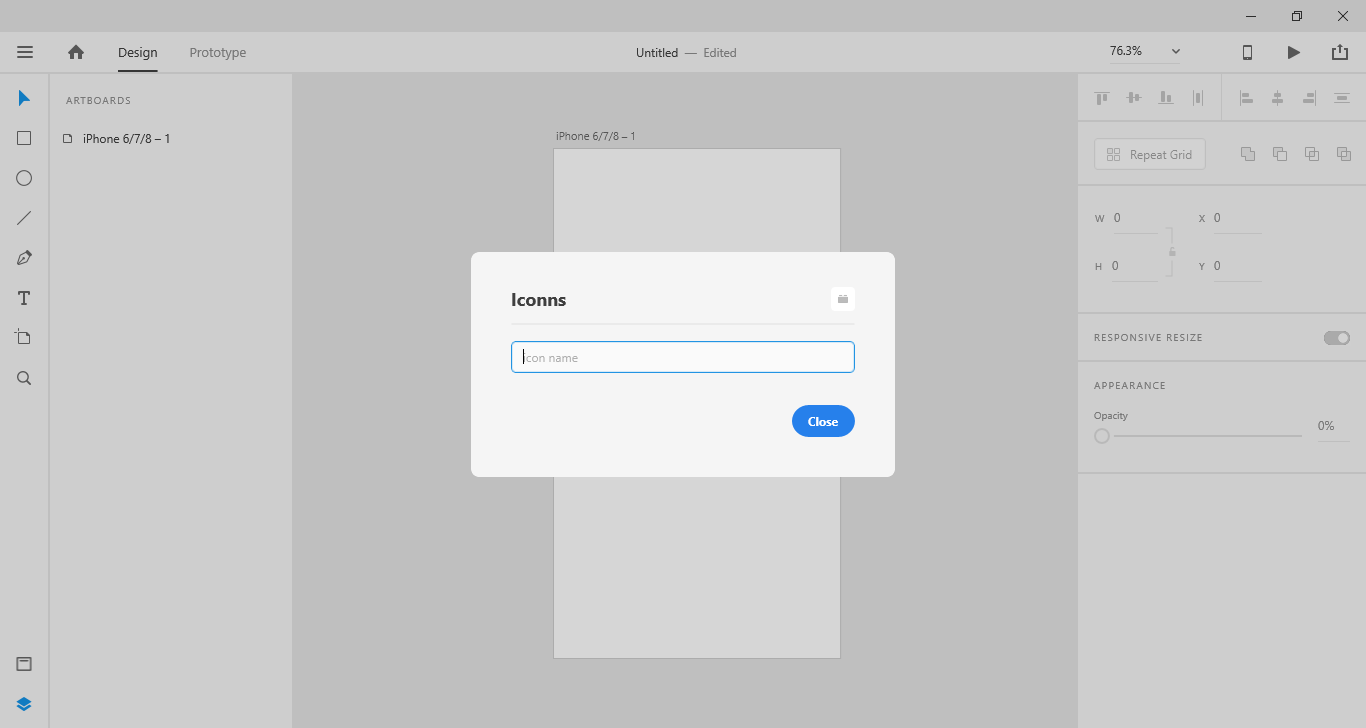 Design Prototype Untitled — Edited 76.3%
ARTBOARDS
iPhone 6/7/8 – 1
iPhone 6/7/8 – 1
Iconns
Icon name
Close
Repeat Grid
W 0 X 0
H 0 Y 0
RESPONSIVE RESIZE
APPEARANCE
Opacity
0%